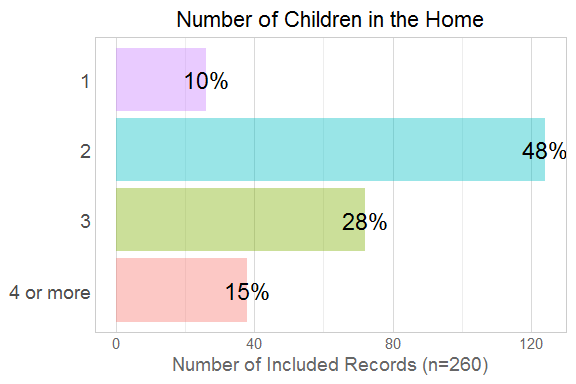 Number of Children in the Home
1
10%
2
48%
3
28%
4 or more
15%
0 40 80 120
Number of Included Records (n=260)